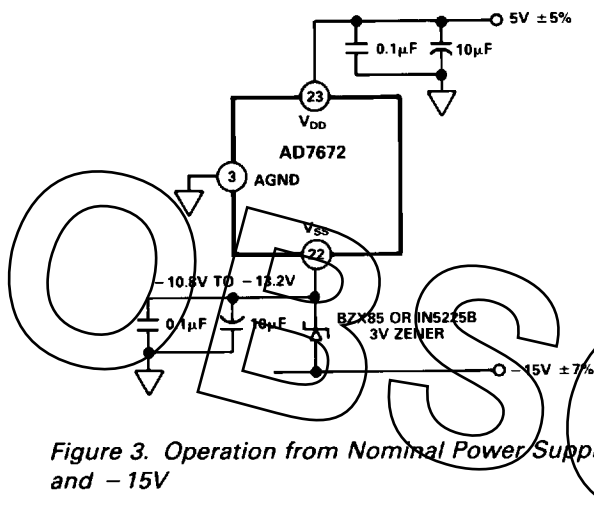 5V ±5%
0.1µF
10µF
23
VDD
AD7672
3
AGND
VSS
22
−10.8V TO −13.2V
0.1µF
10µF
BZX85 OR IN5225B
3V ZENER
−15V ±7%
Figure 3. Operation from Nominal Power
and −15V
OBS